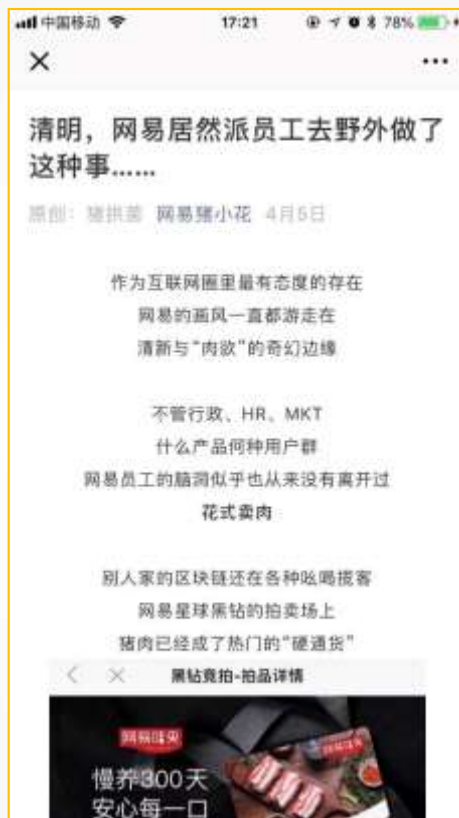 中国移动 17:21 78%
清明，网易居然派员工去野外做了
这种事......
原创：猪拱菌 网易猪小花 4月5日
作为互联网圈里最有态度的存在
网易的画风一直都游走在
清新与“肉欲”的奇幻边缘
不管行政、HR、MKT
什么产品何种用户群
网易员工的脑洞似乎也从来没有离开过
花式卖肉
别人家的区块链还在各种吆喝揽客
网易星球黑钻的拍卖场上
猪肉已经成了热门的“硬通货”
黑钻竞拍-拍品详情
网易味央
慢养300天
安心每一口